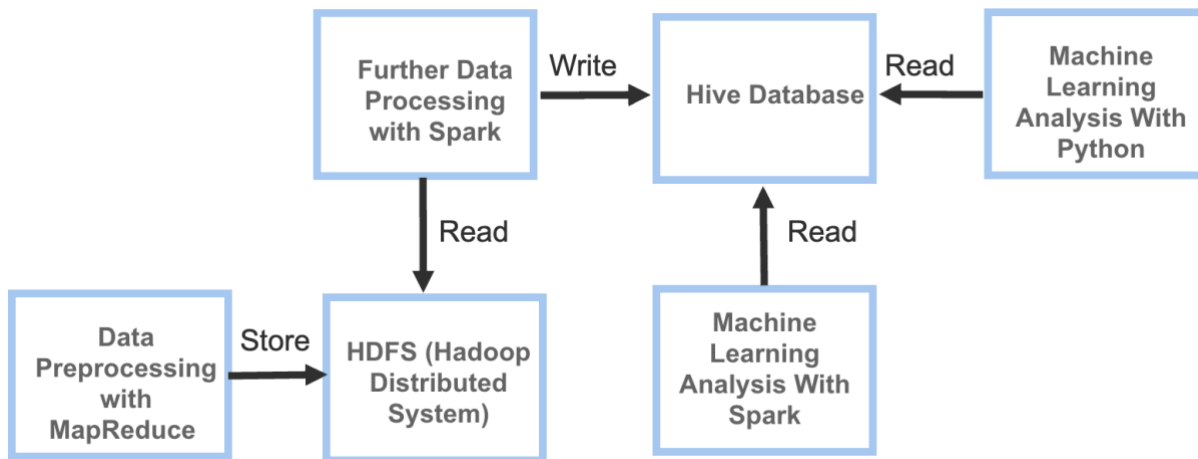 Further Data
Processing
with Spark
Write
Hive Database
Read
Machine
Learning
Analysis With
Python
Read
Read
Data
Preprocessing
with
MapReduce
Store
HDFS (Hadoop
Distributed
System)
Machine
Learning
Analysis With
Spark